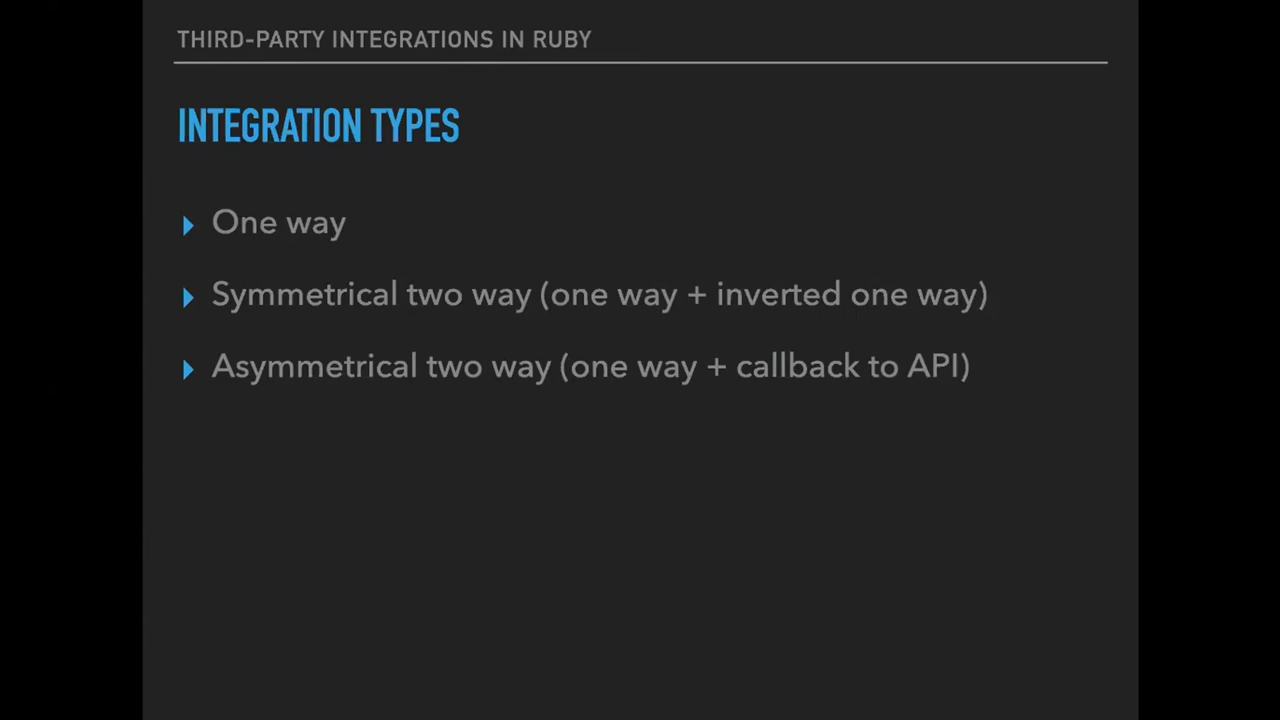 THIRD-PARTY INTEGRATIONS IN RUBY
INTEGRATION TYPES
One way
Symmetrical two way (one way + inverted one way)
Asymmetrical two way (one way + callback to API)